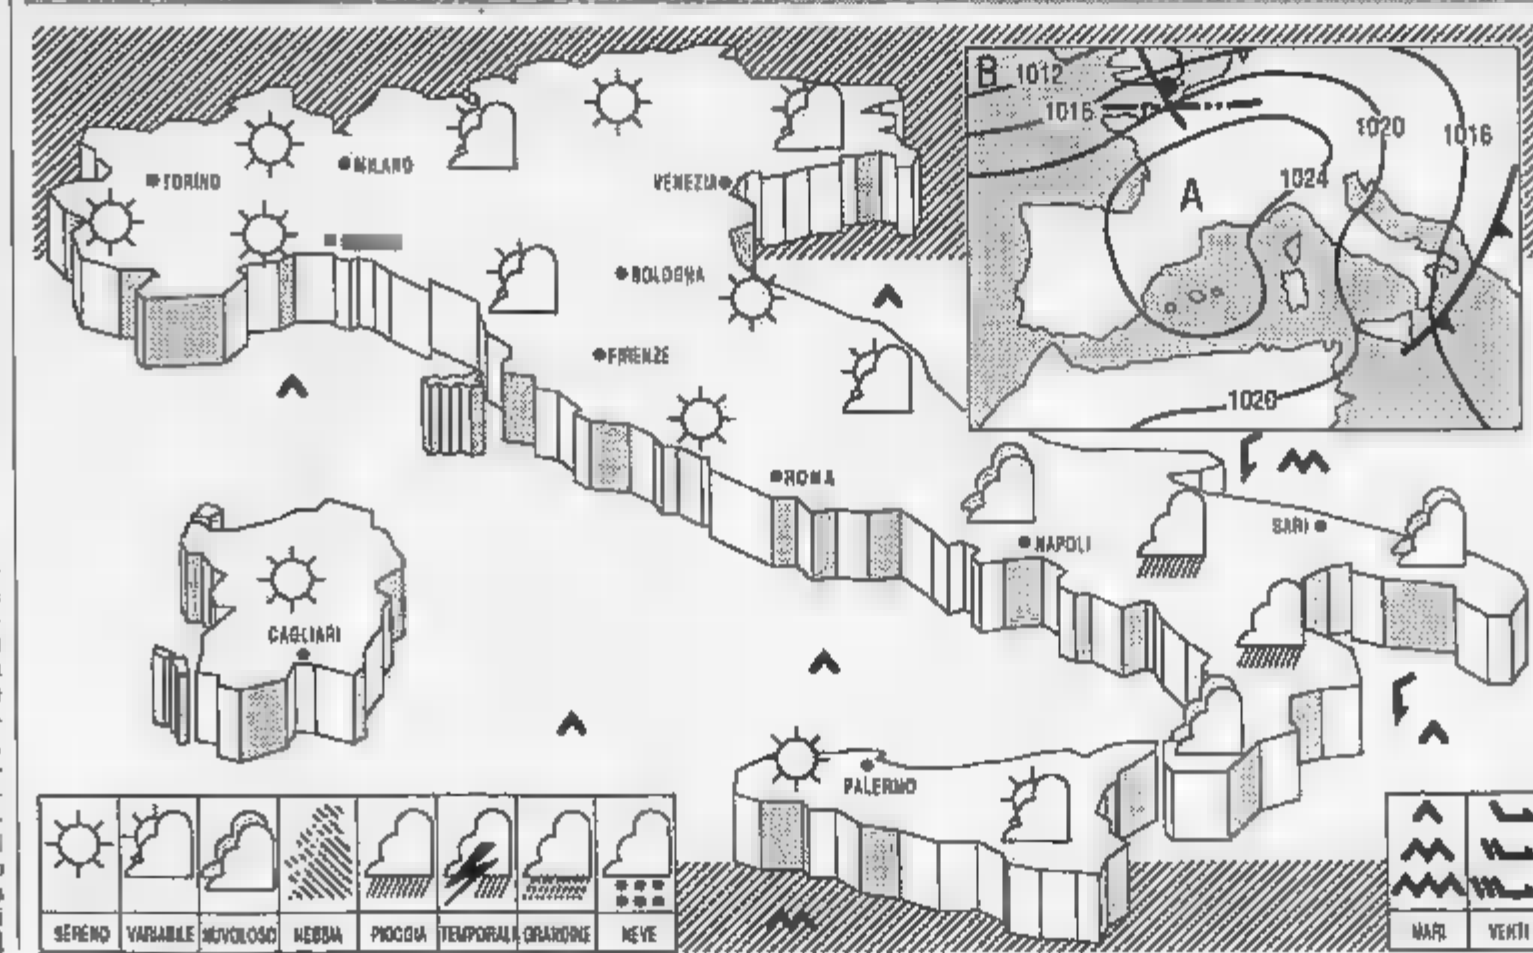 B
1012
1016
1020
1016
1024
A
1020
MILANO
TORINO
VENEZIA
BOLOGNA
FIRENZE
ROMA
NAPOLI
BARI
CAGLIARI
PALERMO
SERENO VARIABILE NUVOLOSO NEBBIA PIOGGIA TEMPORALI GRANDINE NEVE
MARI VENTI